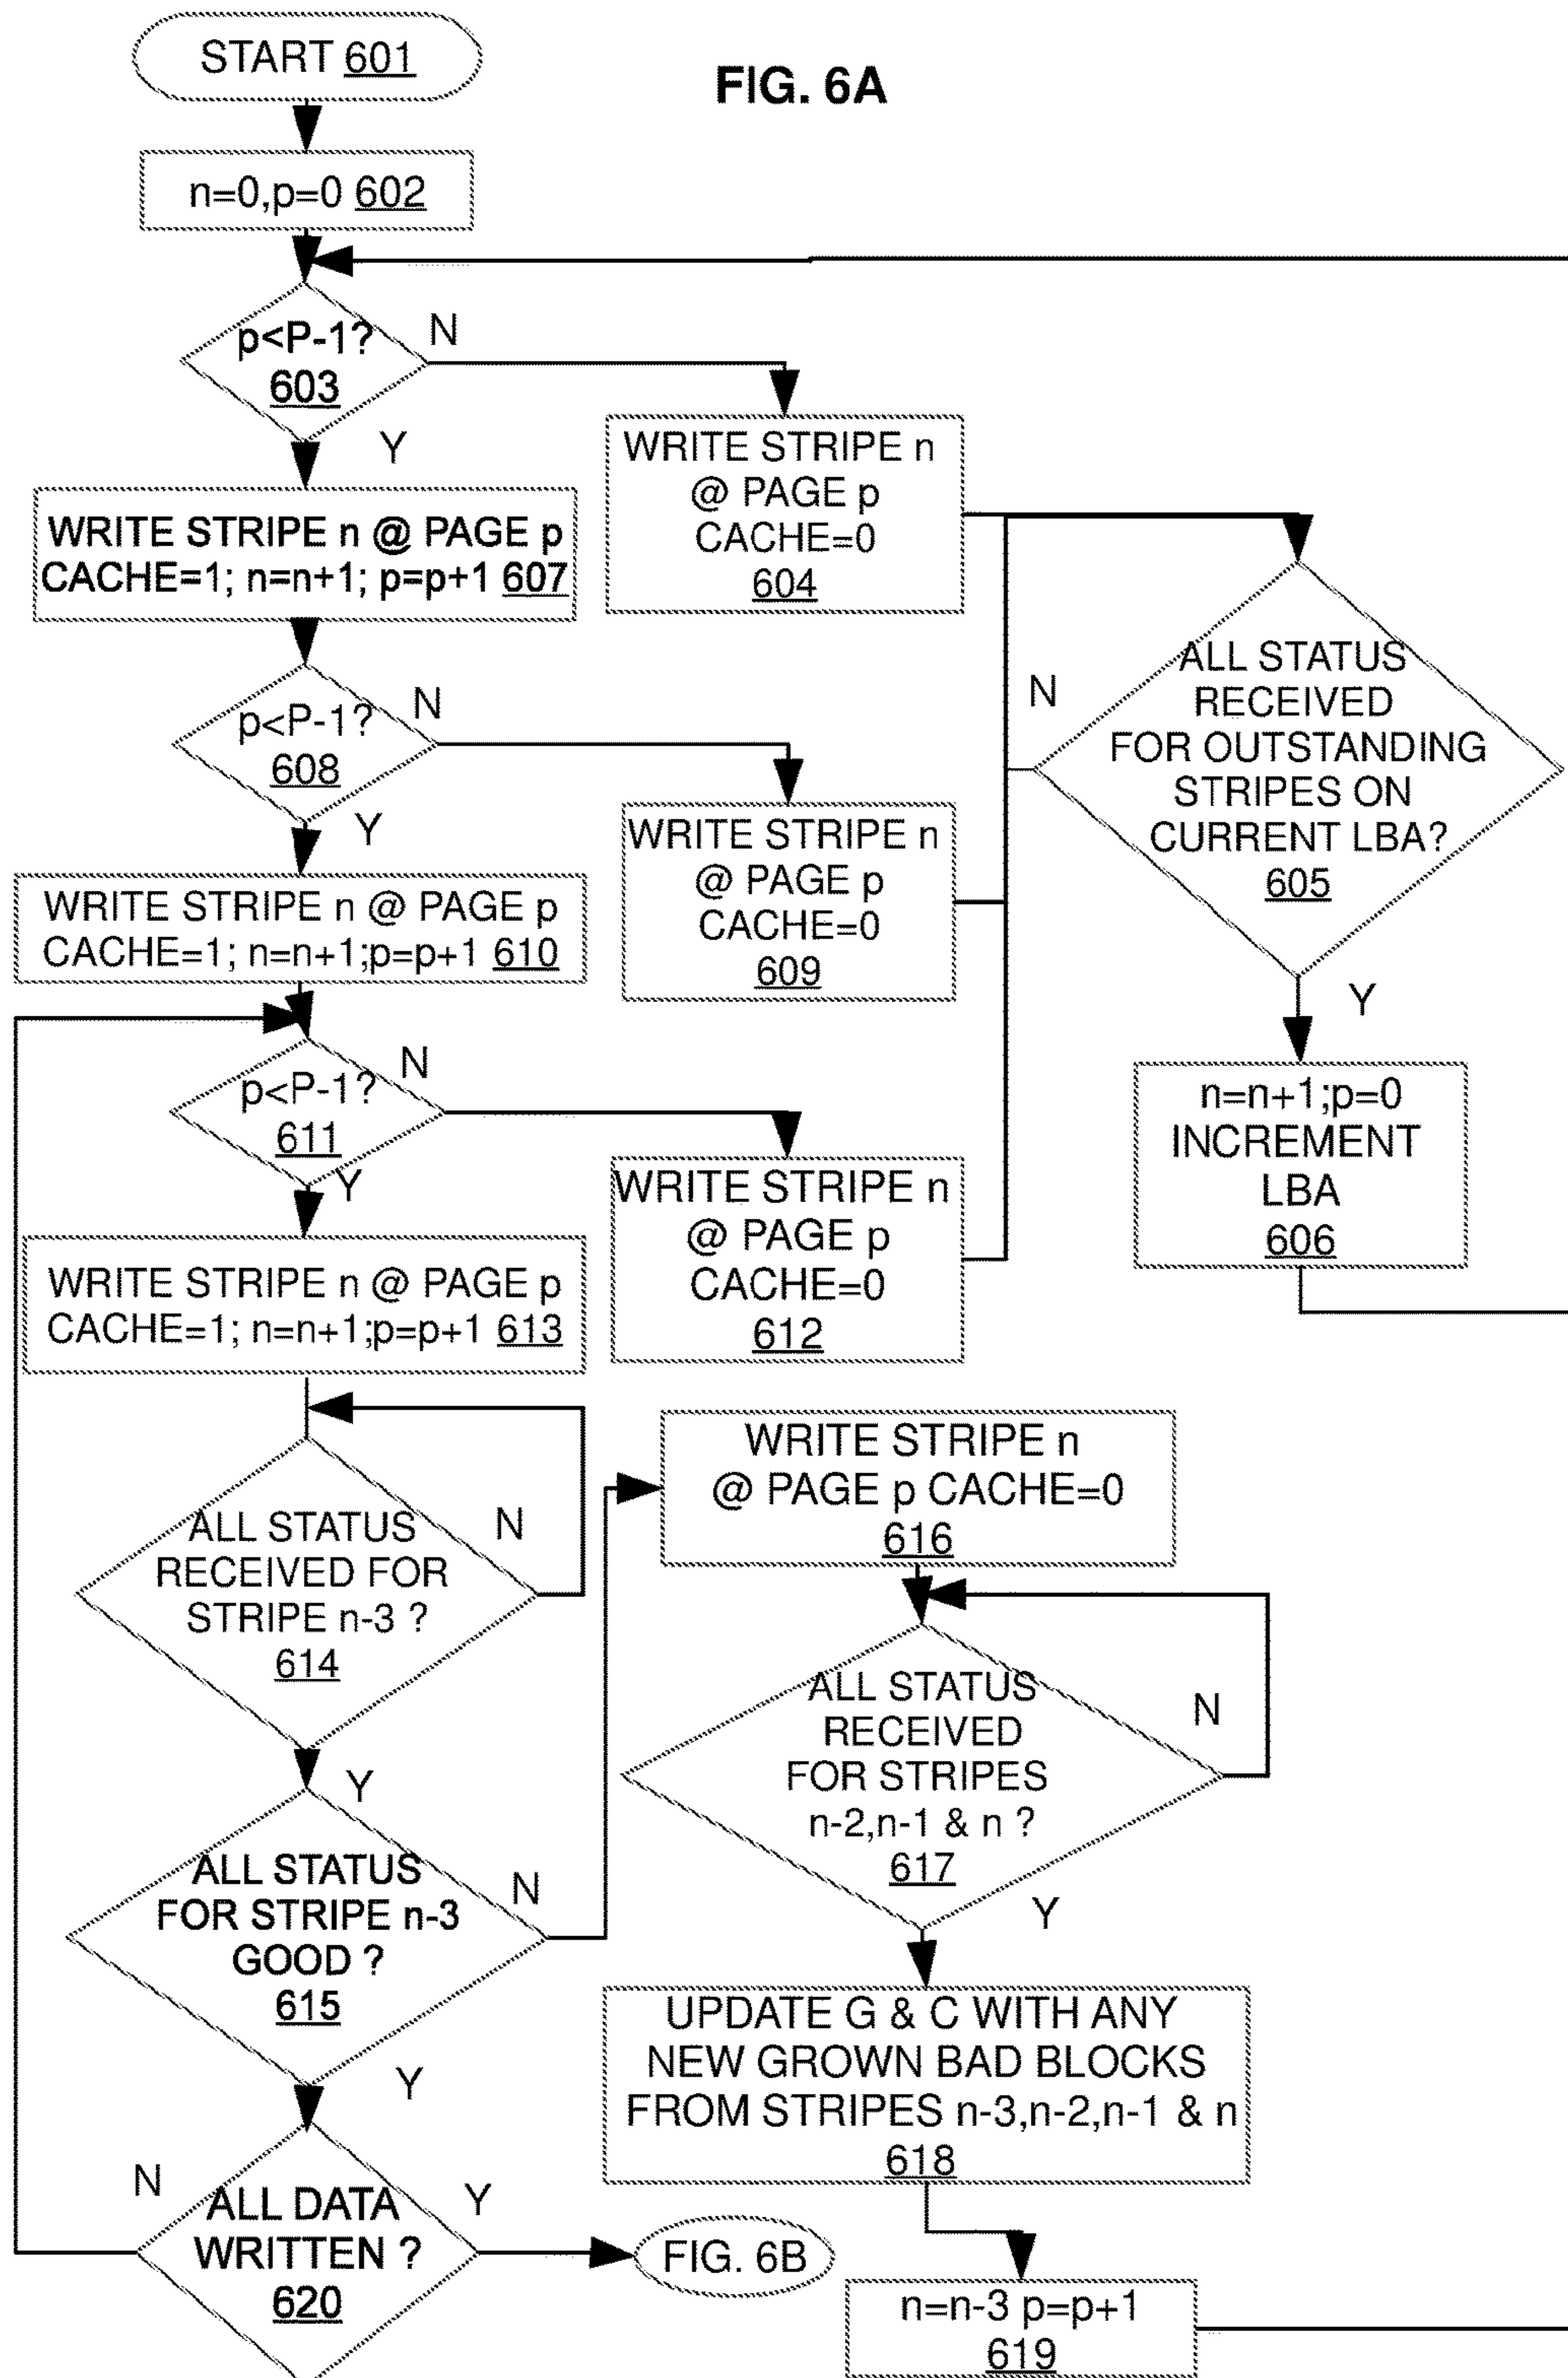 START 601
FIG. 6A
n=0,p=0 602
p<P-1?
603
N
Y
WRITE STRIPE n
@ PAGE p
CACHE=0
604
WRITE STRIPE n @ PAGE p
CACHE=1; n=n+1; p=p+1 607
p<P-1?
608
N
Y
WRITE STRIPE n
@ PAGE p
CACHE=0
609
ALL STATUS
RECEIVED
FOR OUTSTANDING
STRIPES ON
CURRENT LBA?
605
N
Y
WRITE STRIPE n @ PAGE p
CACHE=1; n=n+1;p=p+1 610
p<P-1?
611
N
Y
WRITE STRIPE n
@ PAGE p
CACHE=0
612
n=n+1;p=0
INCREMENT
LBA
606
WRITE STRIPE n @ PAGE p
CACHE=1; n=n+1;p=p+1 613
ALL STATUS
RECEIVED FOR
STRIPE n-3 ?
614
N
Y
WRITE STRIPE n
@ PAGE p CACHE=0
616
ALL STATUS
RECEIVED
FOR STRIPES
n-2,n-1 & n ?
617
N
Y
ALL STATUS
FOR STRIPE n-3
GOOD ?
615
N
Y
UPDATE G & C WITH ANY
NEW GROWN BAD BLOCKS
FROM STRIPES n-3,n-2,n-1 & n
618
ALL DATA
WRITTEN ?
620
N
Y
FIG. 6B
n=n-3 p=p+1
619